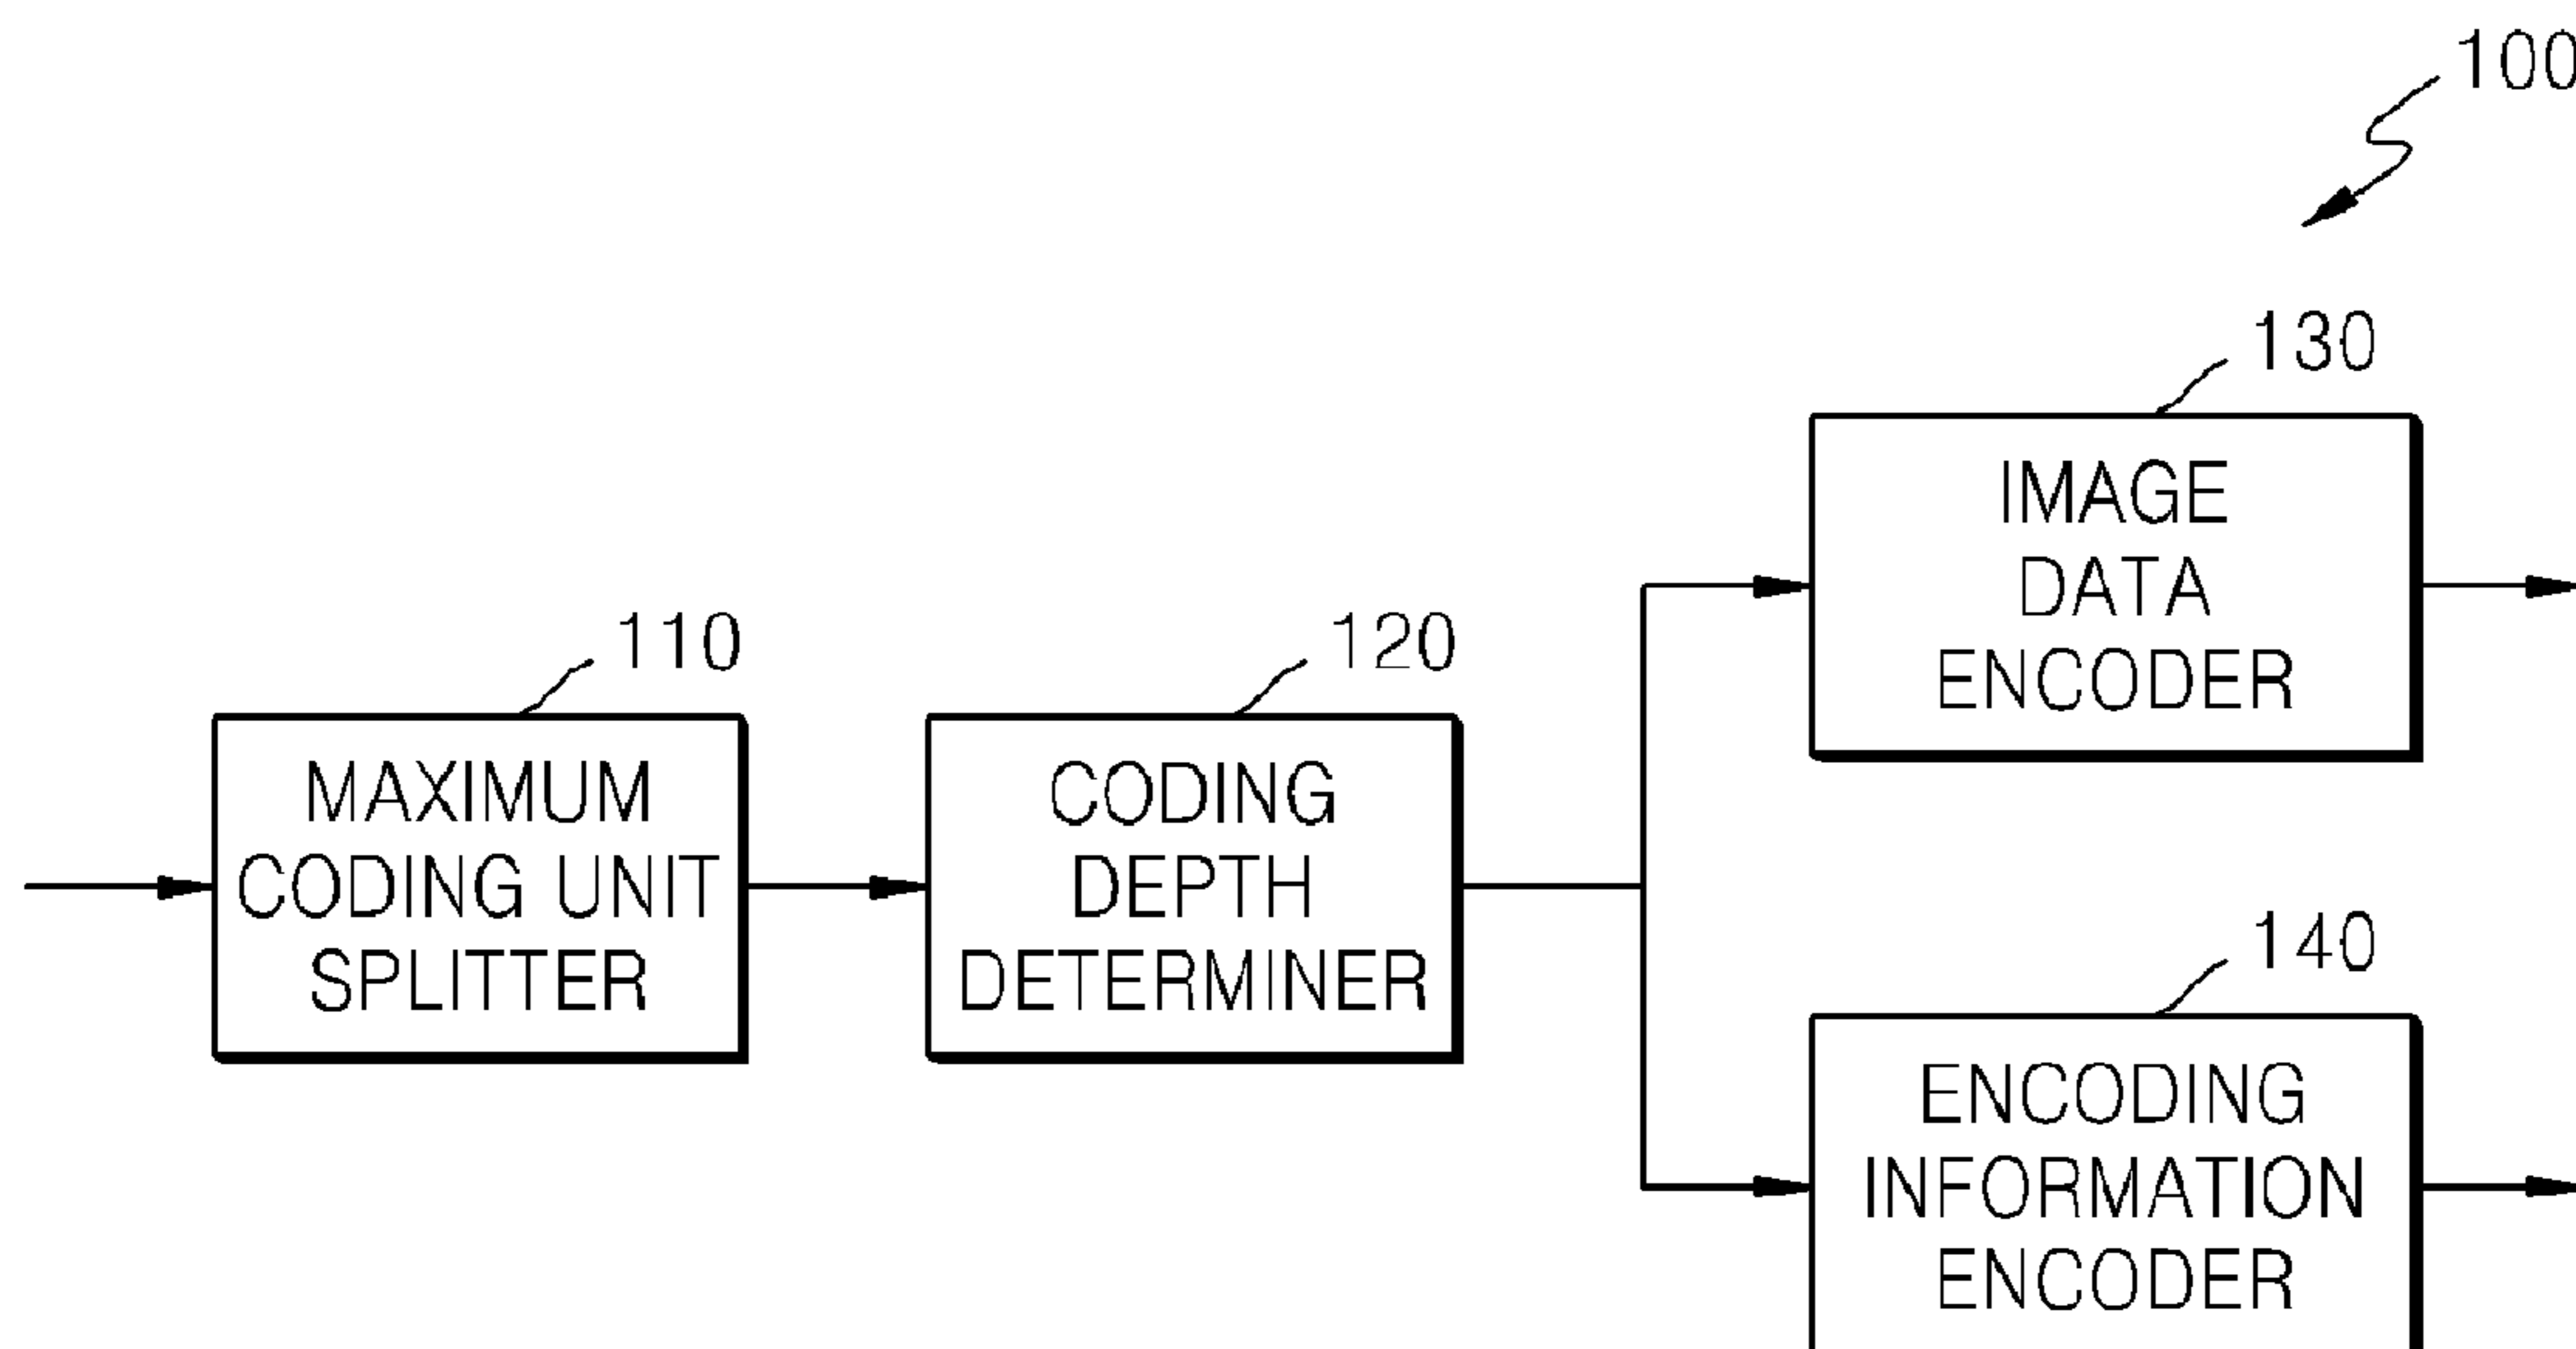 100
130
IMAGE
DATA
ENCODER
110
MAXIMUM
CODING UNIT
SPLITTER
120
CODING
DEPTH
DETERMINER
140
ENCODING
INFORMATION
ENCODER